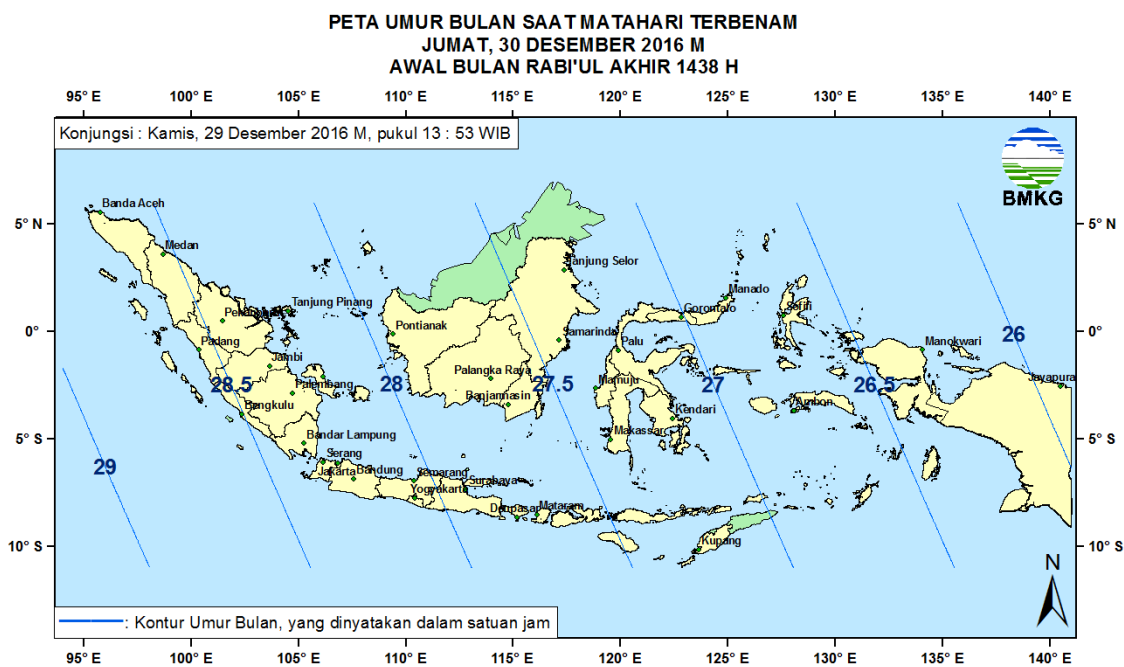 PETA UMUR BULAN SAAT MATAHARI TERBENAM
JUMAT, 30 DESEMBER 2016 M
AWAL BULAN RABI'UL AKHIR 1438 H
95° E 100° E 105° E 110° E 115° E 120° E 125° E 130° E 135° E 140° E
Konjungsi : Kamis, 29 Desember 2016 M, pukul 13 : 53 WIB
BMKG
Banda Aceh
5° N 5° N
Medan
Tanjung Selor
Manado
Tanjung Pinang
Gorontalo
Sofifi
Pontianak
0° 0°
26
Samarinda
Padang
Palu
Manokwari
Jambi
Palangka Raya
Jayapura
28.5 28 27.5 27 26.5
Palembang
Mamuju
Banjarmasin
Bengkulu
Ambon
Kendari
Makassar
Bandar Lampung
5° S 5° S
Serang
29
Jakarta
Bandung
Semarang
Surabaya
Yogyakarta
Denpasar
Mataram
10° S 10° S
Kupang
N
: Kontur Umur Bulan, yang dinyatakan dalam satuan jam
95° E 100° E 105° E 110° E 115° E 120° E 125° E 130° E 135° E 140° E